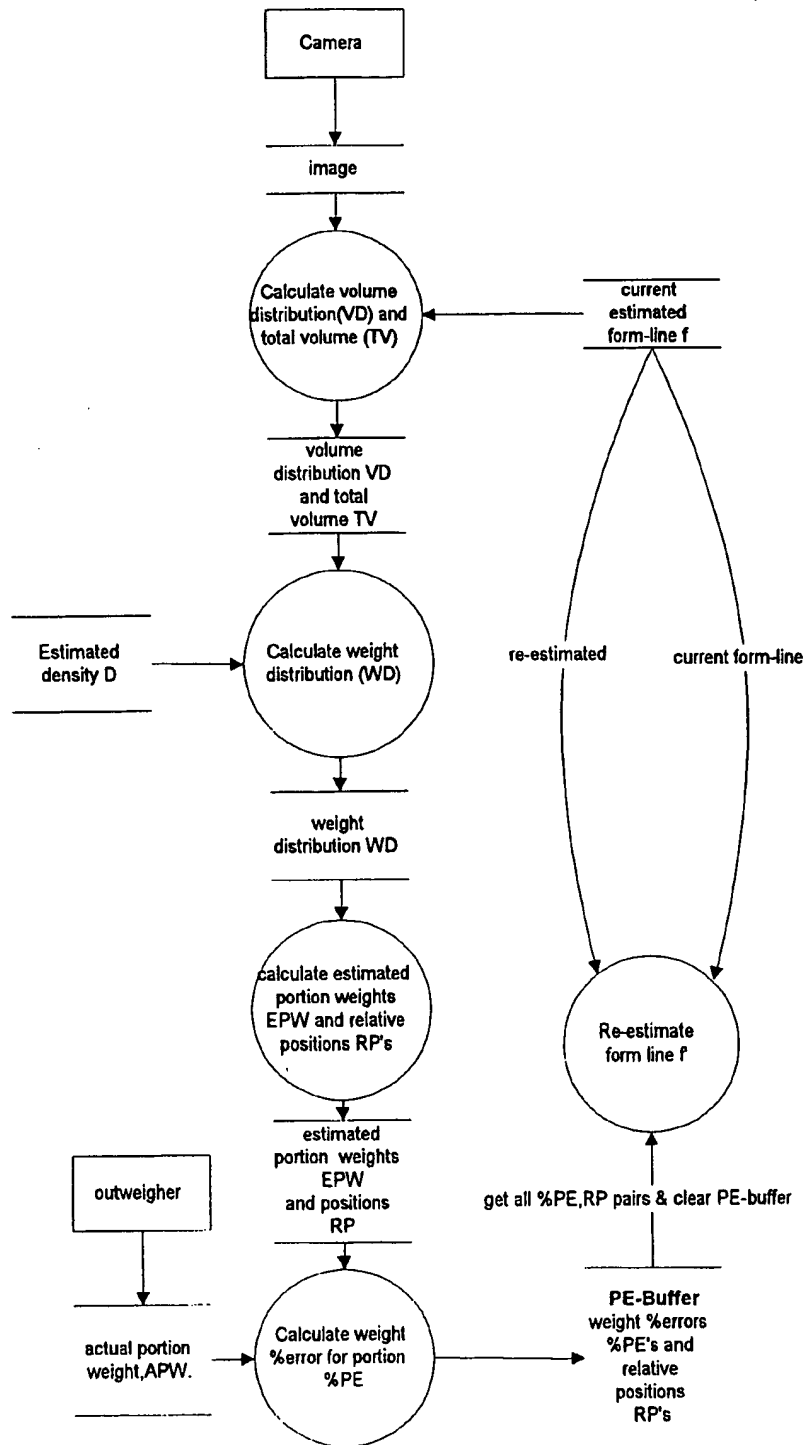 Camera
image
Calculate volume
distribution(VD) and
total volume (TV)
current
estimated
form-line f
volume
distribution VD
and total
volume TV
Estimated
density D
Calculate weight
distribution (WD)
re-estimated
current form-line
weight
distribution WD
calculate estimated
portion weights
EPW and relative
positions RP's
Re-estimate
form line f'
estimated
portion weights
EPW
and positions
RP
outweigher
get all %PE,RP pairs & clear PE-buffer
actual portion
weight,APW.
Calculate weight
%error for portion
%PE
PE-Buffer
weight %errors
%PE's and
relative
positions
RP's